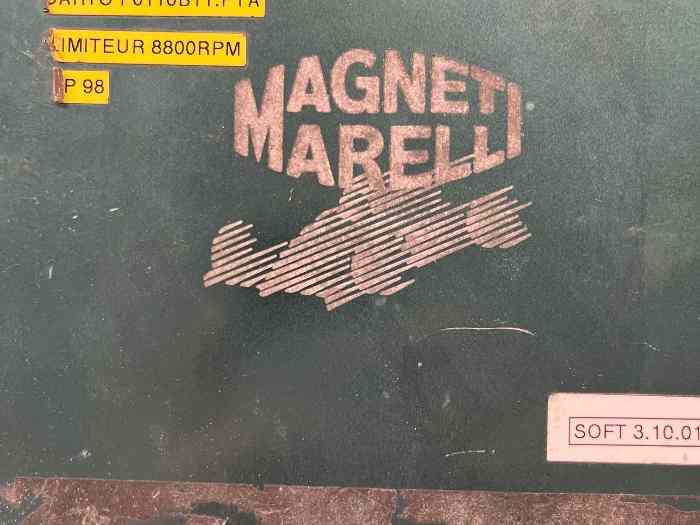 LIMITEUR 8800RPM
P 98
MAGNETI
MARELLI
SOFT 3.10.01